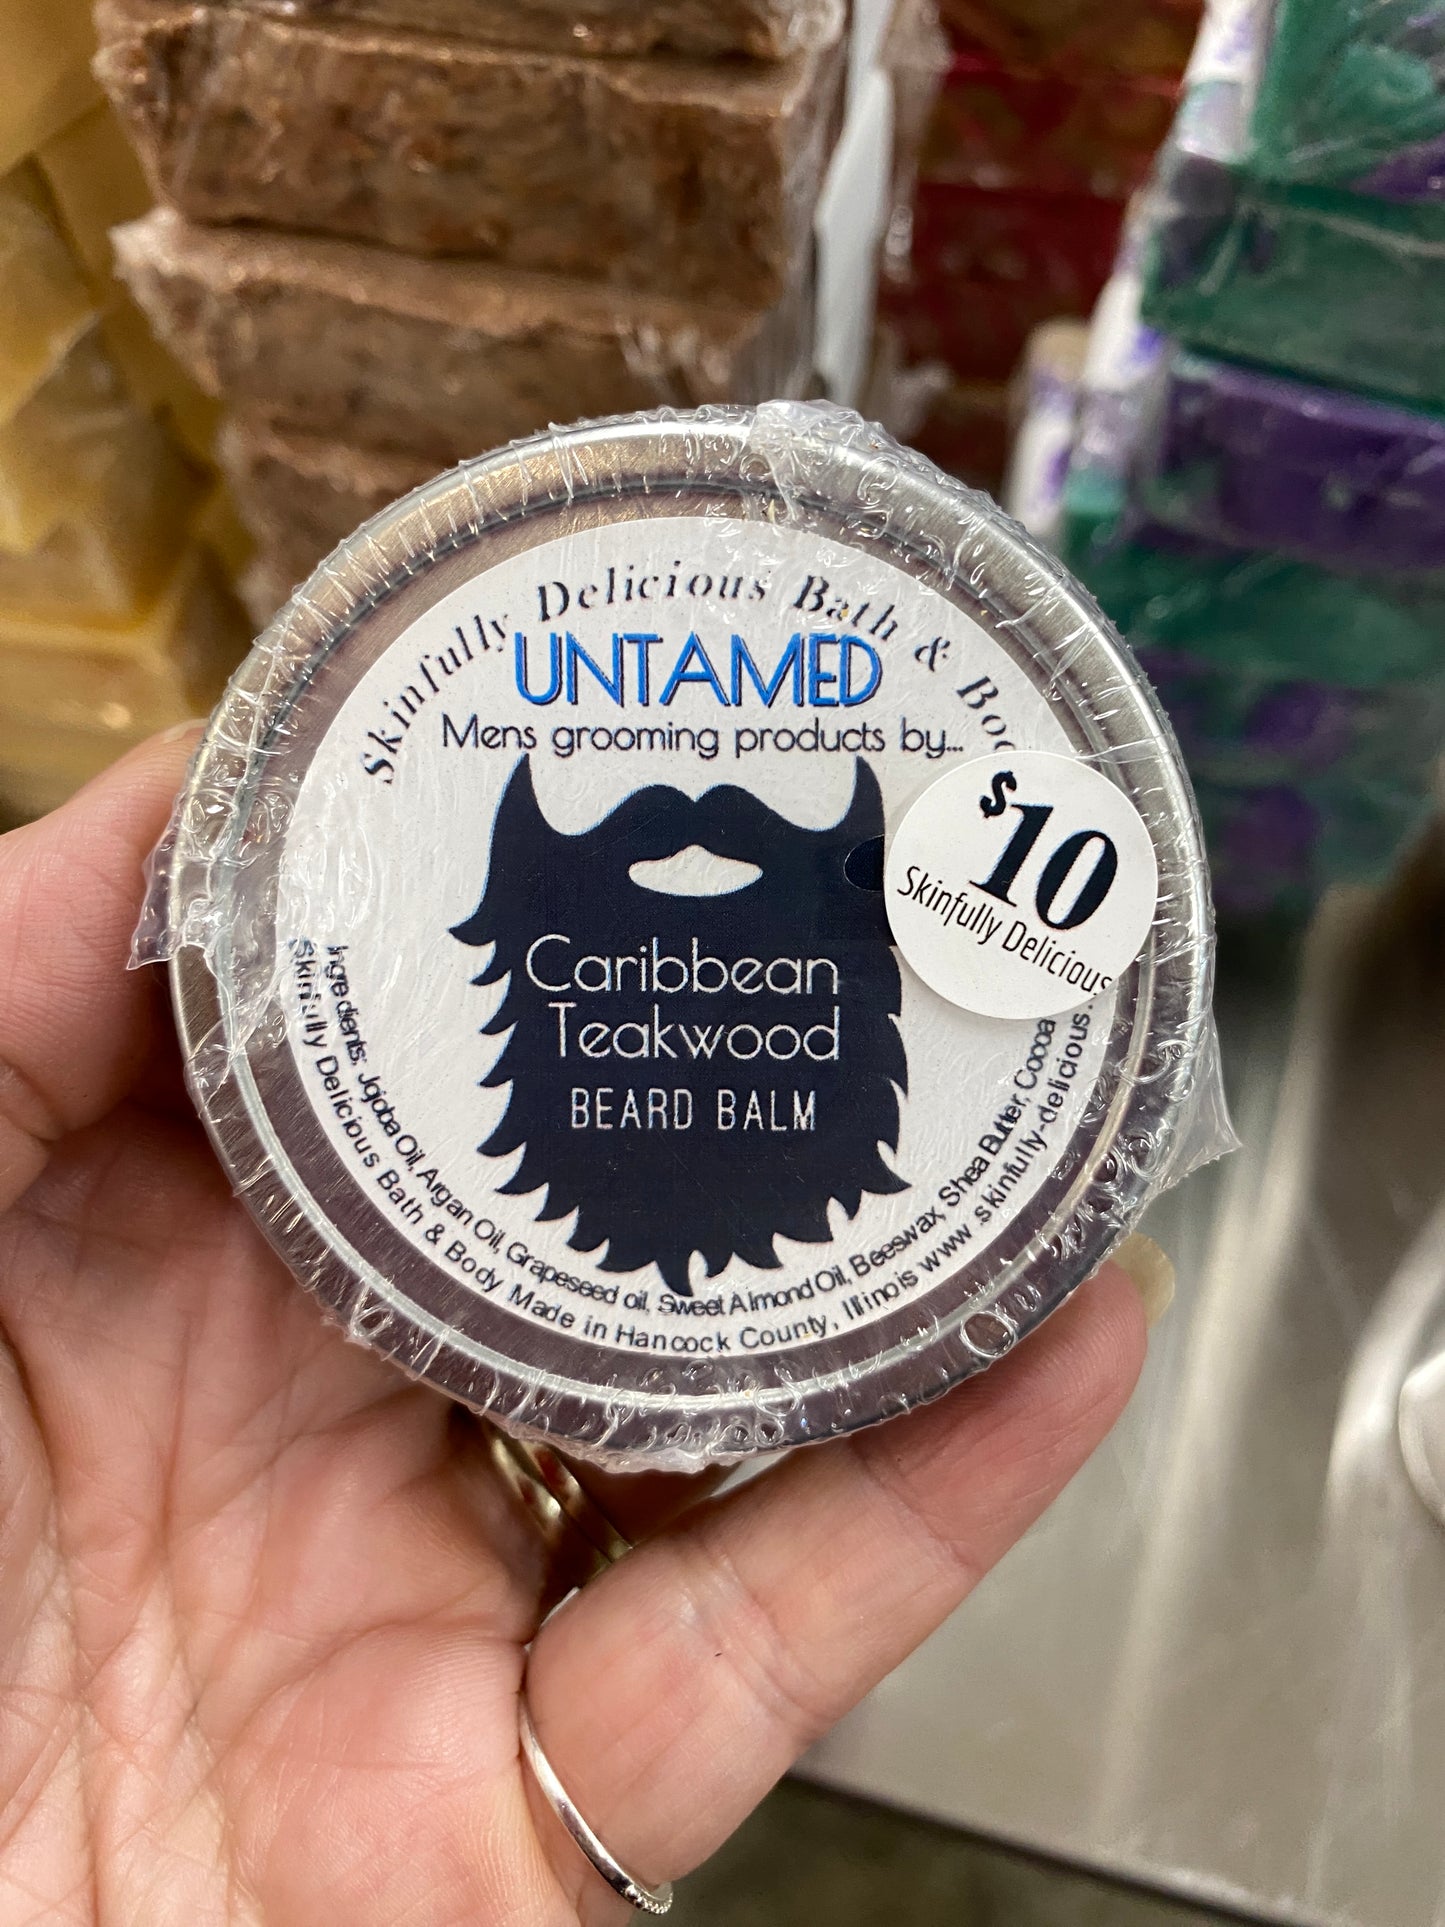 Skinfully Delicious Bath &
UNTAMED
Mens grooming products by...
$10
Skinfully Delicious
Caribbean
Teakwood
BEARD BALM
Ingredients: Jojoba Oil, Argan Oil, Grapeseed oil, Sweet Almond Oil, Beeswax, Shea Butter, Cocoa
Skinfully Delicious Bath & Body Made in Hancock County, Illinois www.skinfully-delicious.